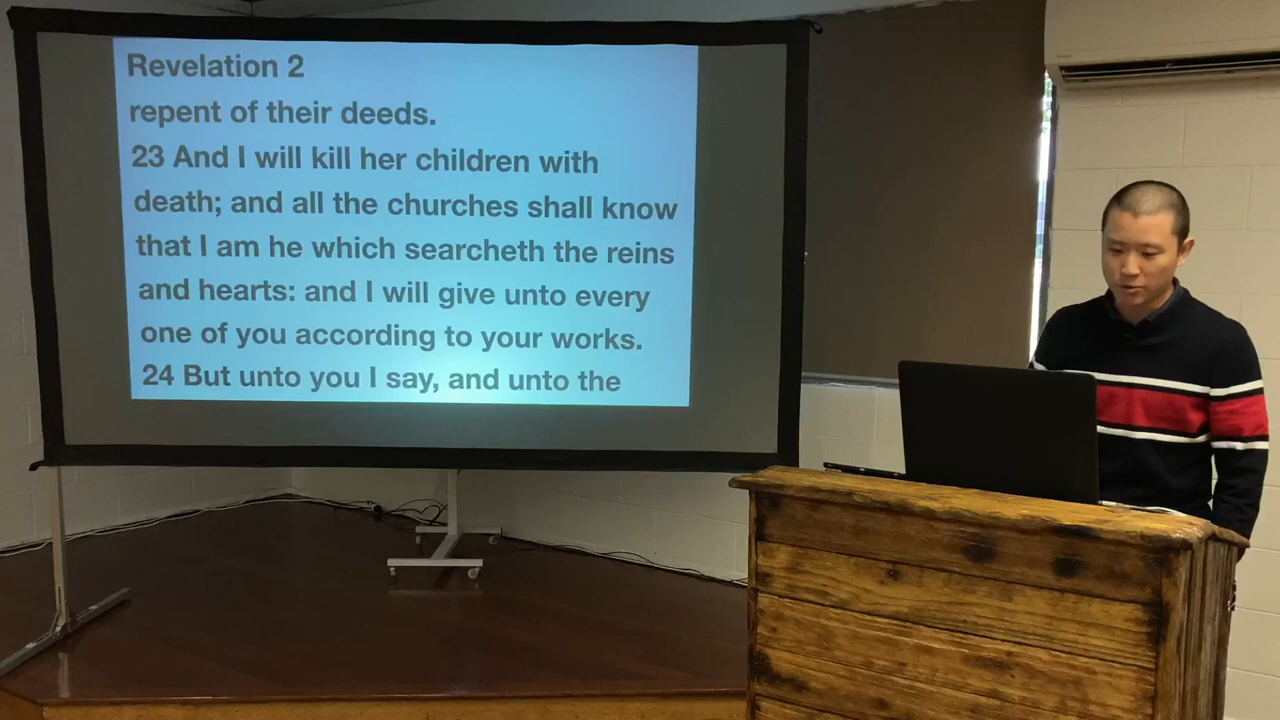 Revelation 2
repent of their deeds.
23 And I will kill her children with
death; and all the churches shall know
that I am he which searcheth the reins
and hearts: and I will give unto every
one of you according to your works.
24 But unto you I say, and unto the